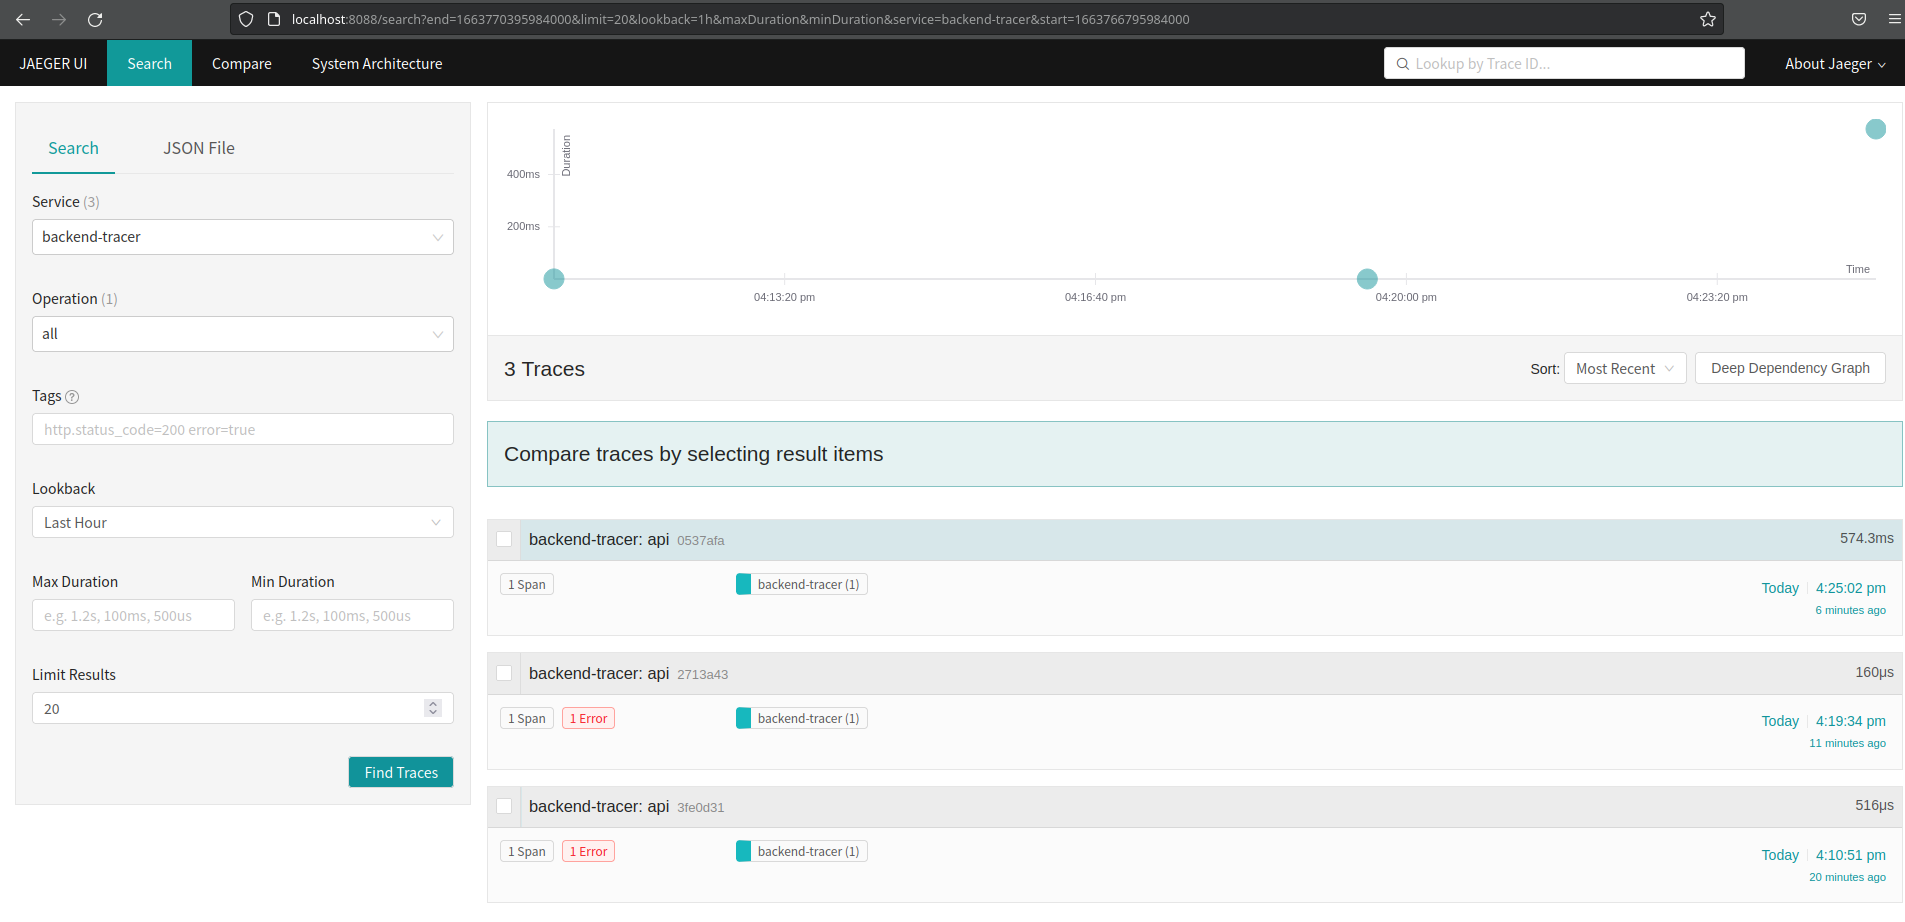 localhost:8088/search?end=1663770395984000&limit=20&lookback=1h&maxDuration&minDuration&service=backend-tracer&start=1663766795984000
JAEGER UI Search Compare System Architecture Lookup by Trace ID... About Jaeger
Search JSON File
Service (3)
backend-tracer
Operation (1)
all
Tags ?
http.status_code=200 error=true
Lookback
Last Hour
Max Duration Min Duration
e.g. 1.2s, 100ms, 500us e.g. 1.2s, 100ms, 500us
Limit Results
20
Find Traces
Duration
400ms
200ms
Time
04:13:20 pm 04:16:40 pm 04:20:00 pm 04:23:20 pm
3 Traces Sort: Most Recent Deep Dependency Graph
Compare traces by selecting result items
backend-tracer: api 0537afa 574.3ms
1 Span backend-tracer (1) Today 4:25:02 pm
6 minutes ago
backend-tracer: api 2713a43 160μs
1 Span 1 Error backend-tracer (1) Today 4:19:34 pm
11 minutes ago
backend-tracer: api 3fe0d31 516μs
1 Span 1 Error backend-tracer (1) Today 4:10:51 pm
20 minutes ago